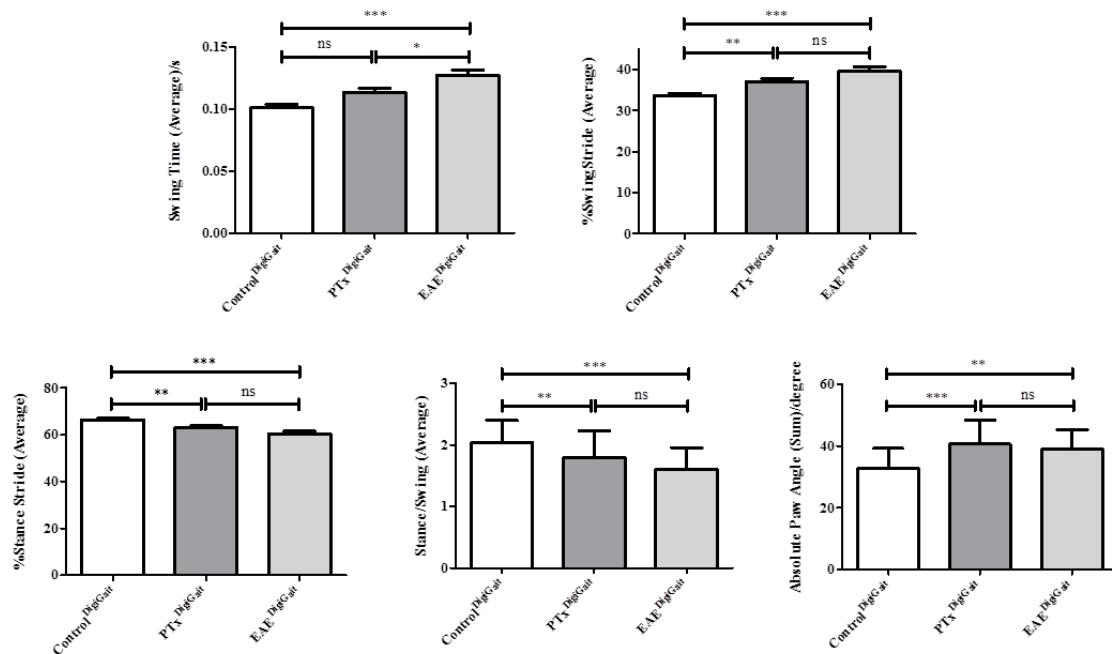 ***
ns
*
0.15
0.10
0.05
0.00
Swing Time (Average)/s
Control DigiGait
PTx DigiGait
EAE DigiGait
***
**
ns
40
30
20
10
0
%SwingStride (Average)
Control DigiGait
PTx DigiGait
EAE DigiGait
***
**
ns
80
60
40
20
0
%Stance Stride (Average)
Control DigiGait
PTx DigiGait
EAE DigiGait
***
**
ns
3
2
1
0
Stance/Swing (Average)
Control DigiGait
PTx DigiGait
EAE DigiGait
**
***
ns
60
40
20
0
Absolute Paw Angle (Sum)/degree
Control DigiGait
PTx DigiGait
EAE DigiGait